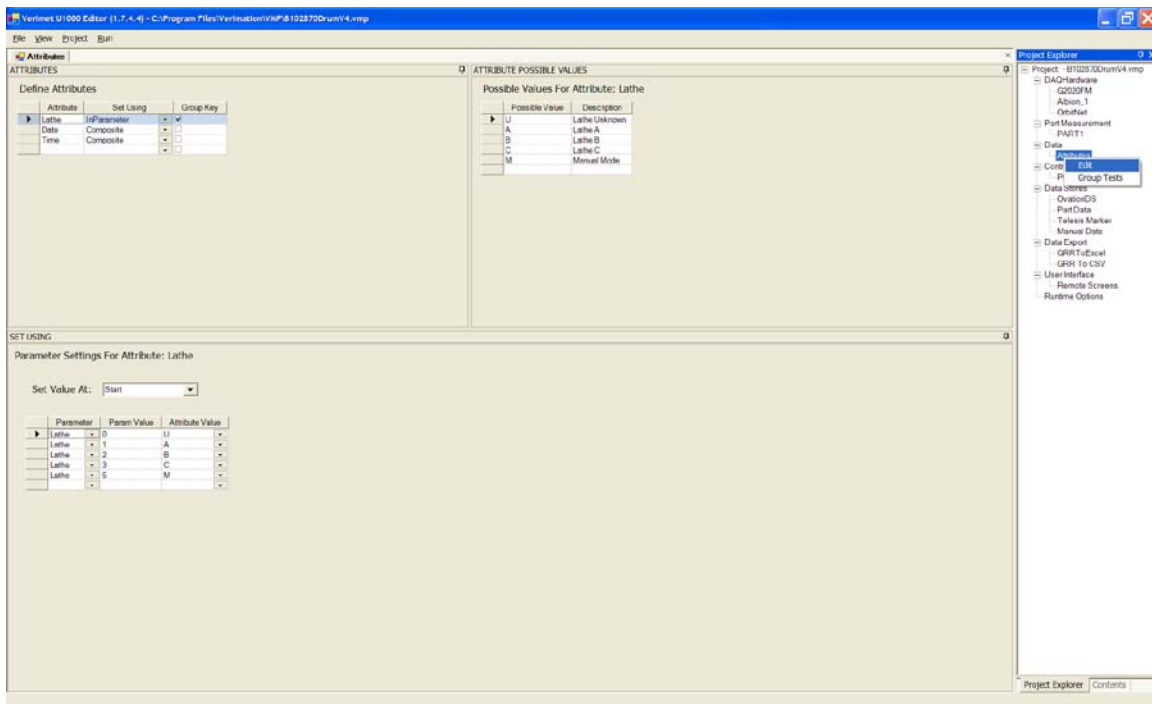 Verimet U1000 Editor (1.7.4.4) - C:\Program Files\Verimation\VMP\B102870DrumV4.vmp
File View Project Run
Attributes
ATTRIBUTES
Define Attributes
Attribute Set Using Group Key
Lathe InParameter
Date Composite
Time Composite
ATTRIBUTE POSSIBLE VALUES
Possible Values For Attribute: Lathe
Possible Value Description
U Lathe Usknown
A Lathe A
B Lathe B
C Lathe C
M Manual Mode
SET USING
Parameter Settings For Attribute: Lathe
Set Value At: Start
Parameter Param Value Attribute Value
Lathe 0 U
Lathe 1 A
Lathe 2 B
Lathe 3 C
Lathe 5 M
Project Explorer
Project - B102870DrumV4.vmp
DAQHardware
G2020FM
Albion_1
OrbitNet
Part Measurement
PART1
Data
Attributes
Edit
Group Tests
Cont
P
Data Stores
OvationDS
PartData
Telesis Marker
Manual Data
Data Export
GRRToExcel
GRR To CSV
User Interface
Remote Screens
Runtime Options
Project Explorer Contents